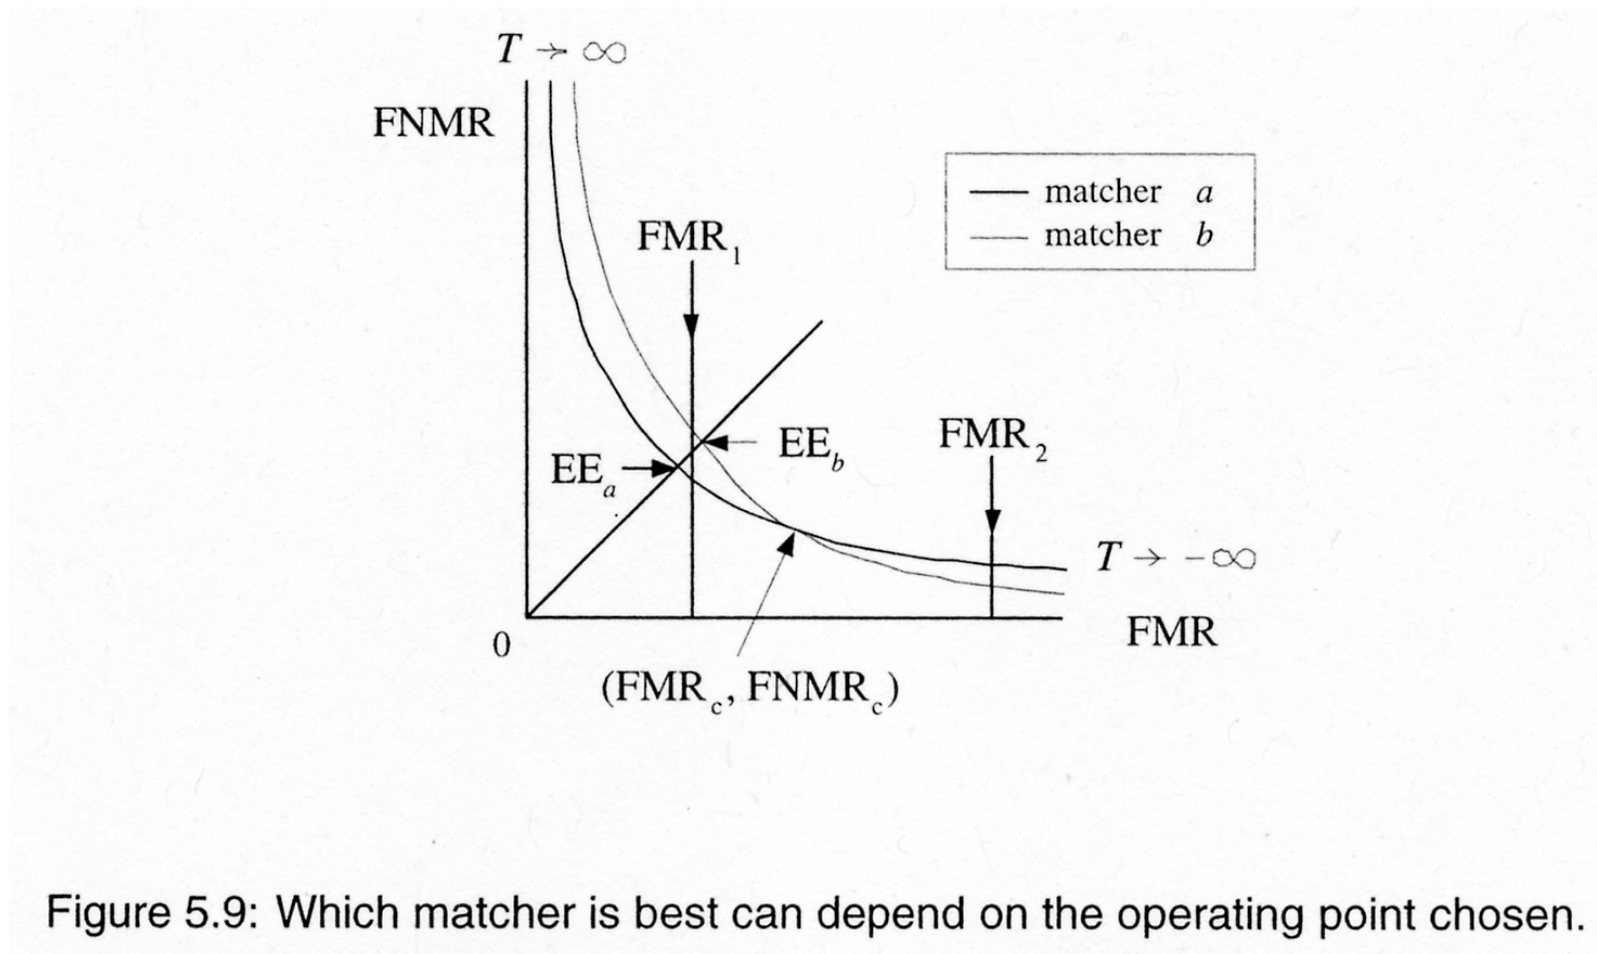 T → ∞
FNMR
matcher a
matcher b
FMR1
EEb
EEa
FMR2
T → -∞
FMR
0
(FMRc, FNMRc)
Figure 5.9: Which matcher is best can depend on the operating point chosen.